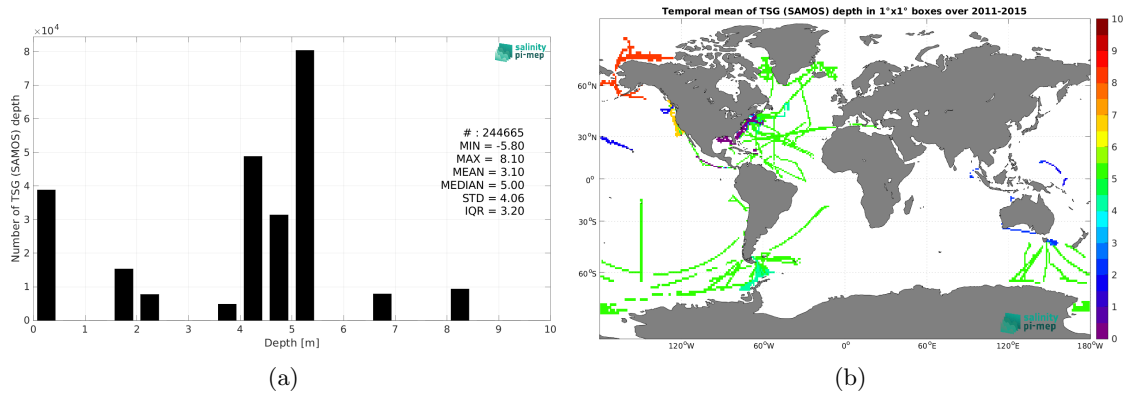 ×10⁴
8
7
6
5
4
3
2
1
0
Number of TSG (SAMOS) depth
salinity
pi-mep
# : 244665
MIN = -5.80
MAX = 8.10
MEAN = 3.10
MEDIAN = 5.00
STD = 4.06
IQR = 3.20
0 1 2 3 4 5 6 7 8 9 10
Depth [m]
(a)
Temporal mean of TSG (SAMOS) depth in 1°x1° boxes over 2011-2015
60°N
30°N
0°
30°S
60°S
120°W 60°W 0° 60°E 120°E 180°W
salinity
pi-mep
10
9
8
7
6
5
4
3
2
1
0
(b)